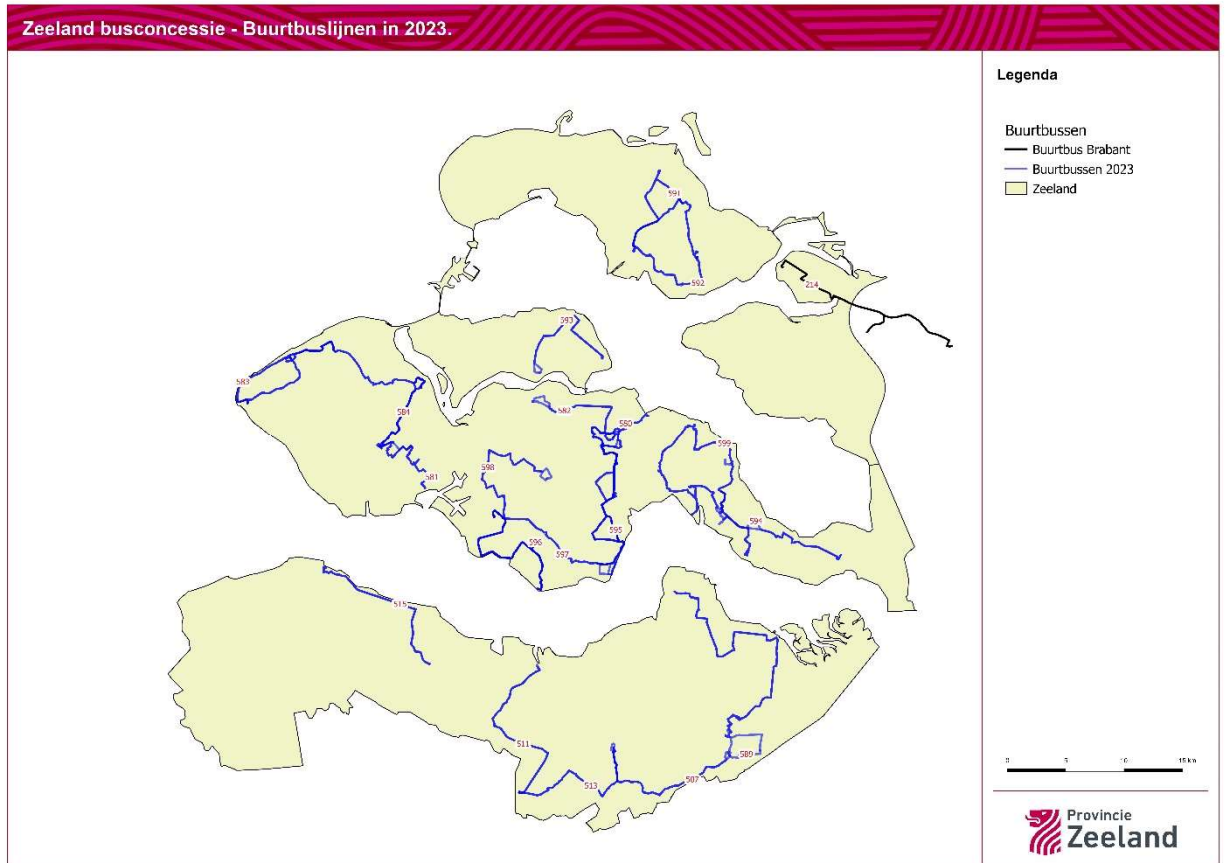 Zeeland busconcessie - Buurtbuslijnen in 2023.
Legenda
Buurtbussen
Buurtbus Brabant
Buurtbussen 2023
Zeeland
591
592
214
593
583
582
580
584
599
598
581
595
594
596
597
515
511
589
513
507
0 5 10 15 km
Provincie
Zeeland